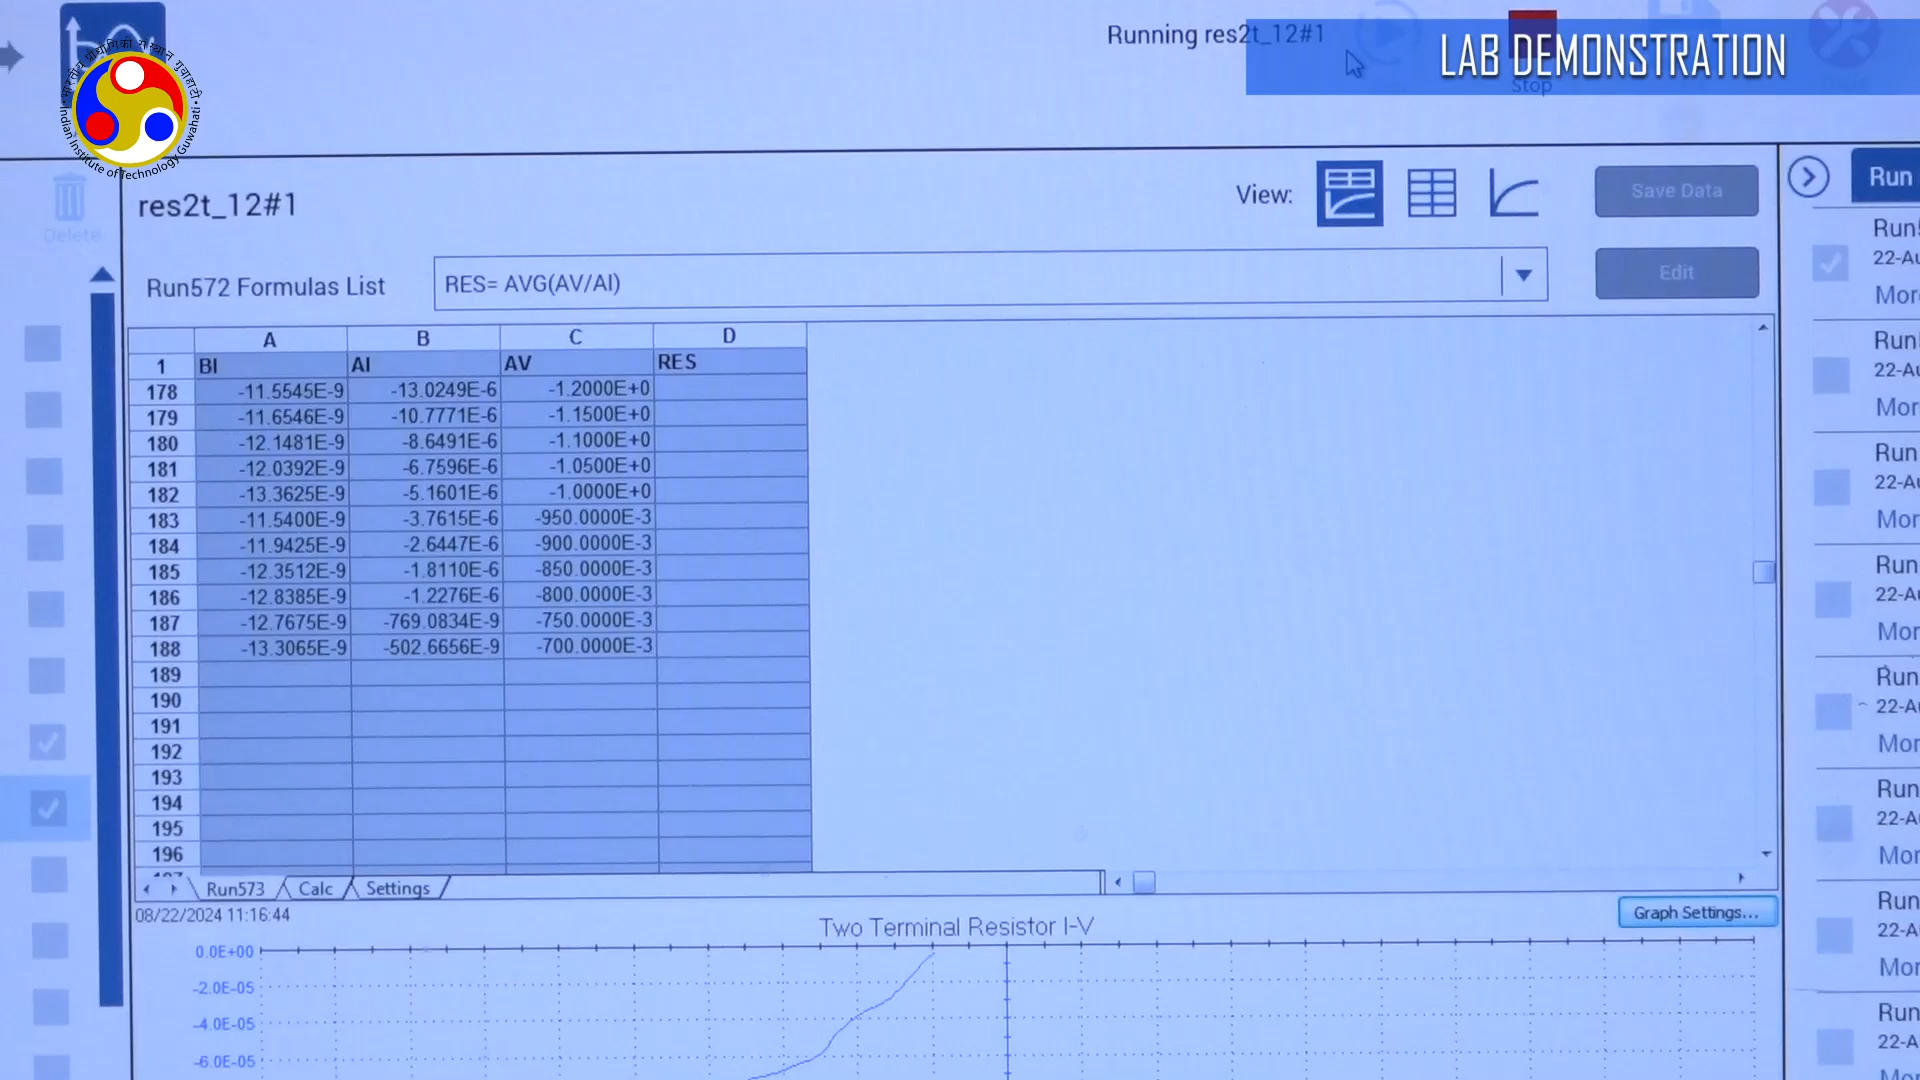 Running res2t_12#1
LAB DEMONSTRATION
Stop
भारतीय प्रौद्योगिकी संस्थान गुवाहाटी
Indian Institute of Technology Guwahati
Delete
res2t_12#1
View:
Save Data
Run
Run572 Formulas List
RES= AVG(AV/AI)
Edit
A B C D
1 BI AI AV RES
178 -11.5545E-9 -13.0249E-6 -1.2000E+0
179 -11.6546E-9 -10.7771E-6 -1.1500E+0
180 -12.1481E-9 -8.6491E-6 -1.1000E+0
181 -12.0392E-9 -6.7596E-6 -1.0500E+0
182 -13.3625E-9 -5.1601E-6 -1.0000E+0
183 -11.5400E-9 -3.7615E-6 -950.0000E-3
184 -11.9425E-9 -2.6447E-6 -900.0000E-3
185 -12.3512E-9 -1.8110E-6 -850.0000E-3
186 -12.8385E-9 -1.2276E-6 -800.0000E-3
187 -12.7675E-9 -769.0834E-9 -750.0000E-3
188 -13.3065E-9 -502.6656E-9 -700.0000E-3
189
190
191
192
193
194
195
196
Run573 Calc Settings
08/22/2024 11:16:44
Graph Settings...
Two Terminal Resistor I-V
0.0E+00
-2.0E-05
-4.0E-05
-6.0E-05